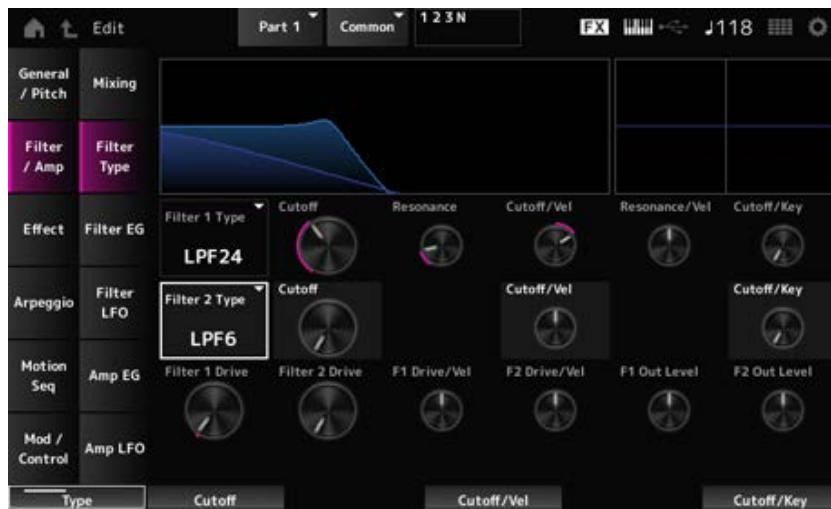 Edit
Part 1
Common
1 2 3 N
FX
♩118
General
/ Pitch
Mixing
Filter
/ Amp
Filter
Type
Effect
Filter EG
Arpeggio
Filter
LFO
Motion
Seq
Amp EG
Mod /
Control
Amp LFO
Filter 1 Type
LPF24
Cutoff
Resonance
Cutoff/Vel
Resonance/Vel
Cutoff/Key
Filter 2 Type
LPF6
Cutoff
Cutoff/Vel
Cutoff/Key
Filter 1 Drive
Filter 2 Drive
F1 Drive/Vel
F2 Drive/Vel
F1 Out Level
F2 Out Level
Type
Cutoff
Cutoff/Vel
Cutoff/Key